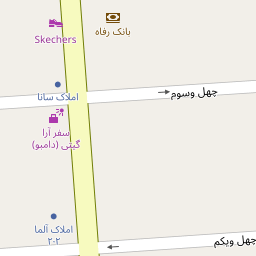 بانک رفاه
Skechers
چهل وسوم
املاک سانا
سفر آرا
گیتی (دامبو)
املاک آلما
۲-۲
چهل ویکم